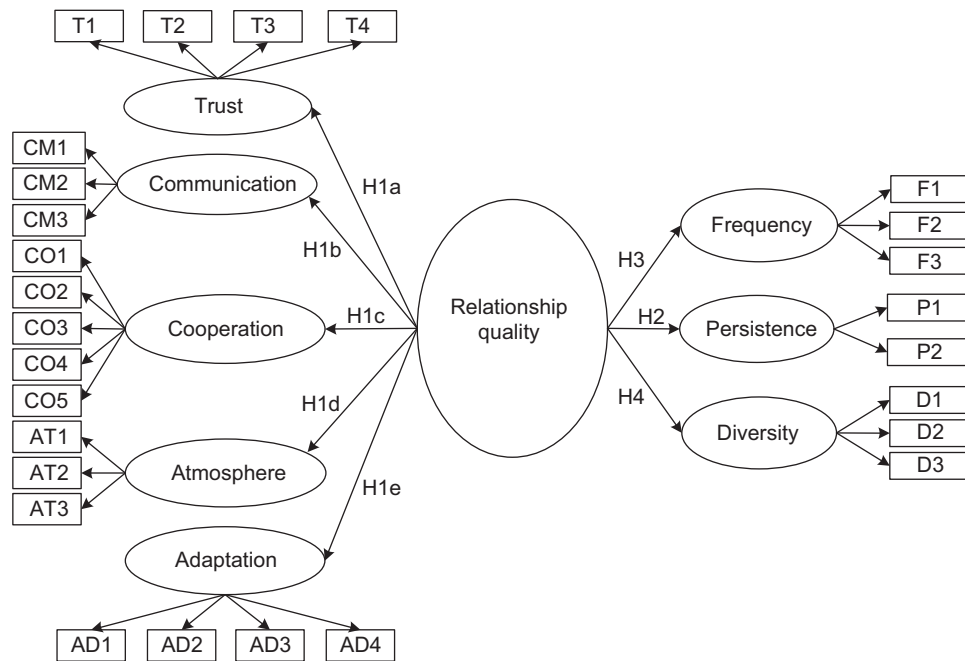 T1
T2
T3
T4
Trust
CM1
CM2
CM3
Communication
H1a
H1b
CO1
CO2
CO3
CO4
CO5
Cooperation
H1c
H1d
AT1
AT2
AT3
Atmosphere
H1e
Adaptation
AD1
AD2
AD3
AD4
Relationship
quality
H3
H2
H4
Frequency
F1
F2
F3
Persistence
P1
P2
Diversity
D1
D2
D3